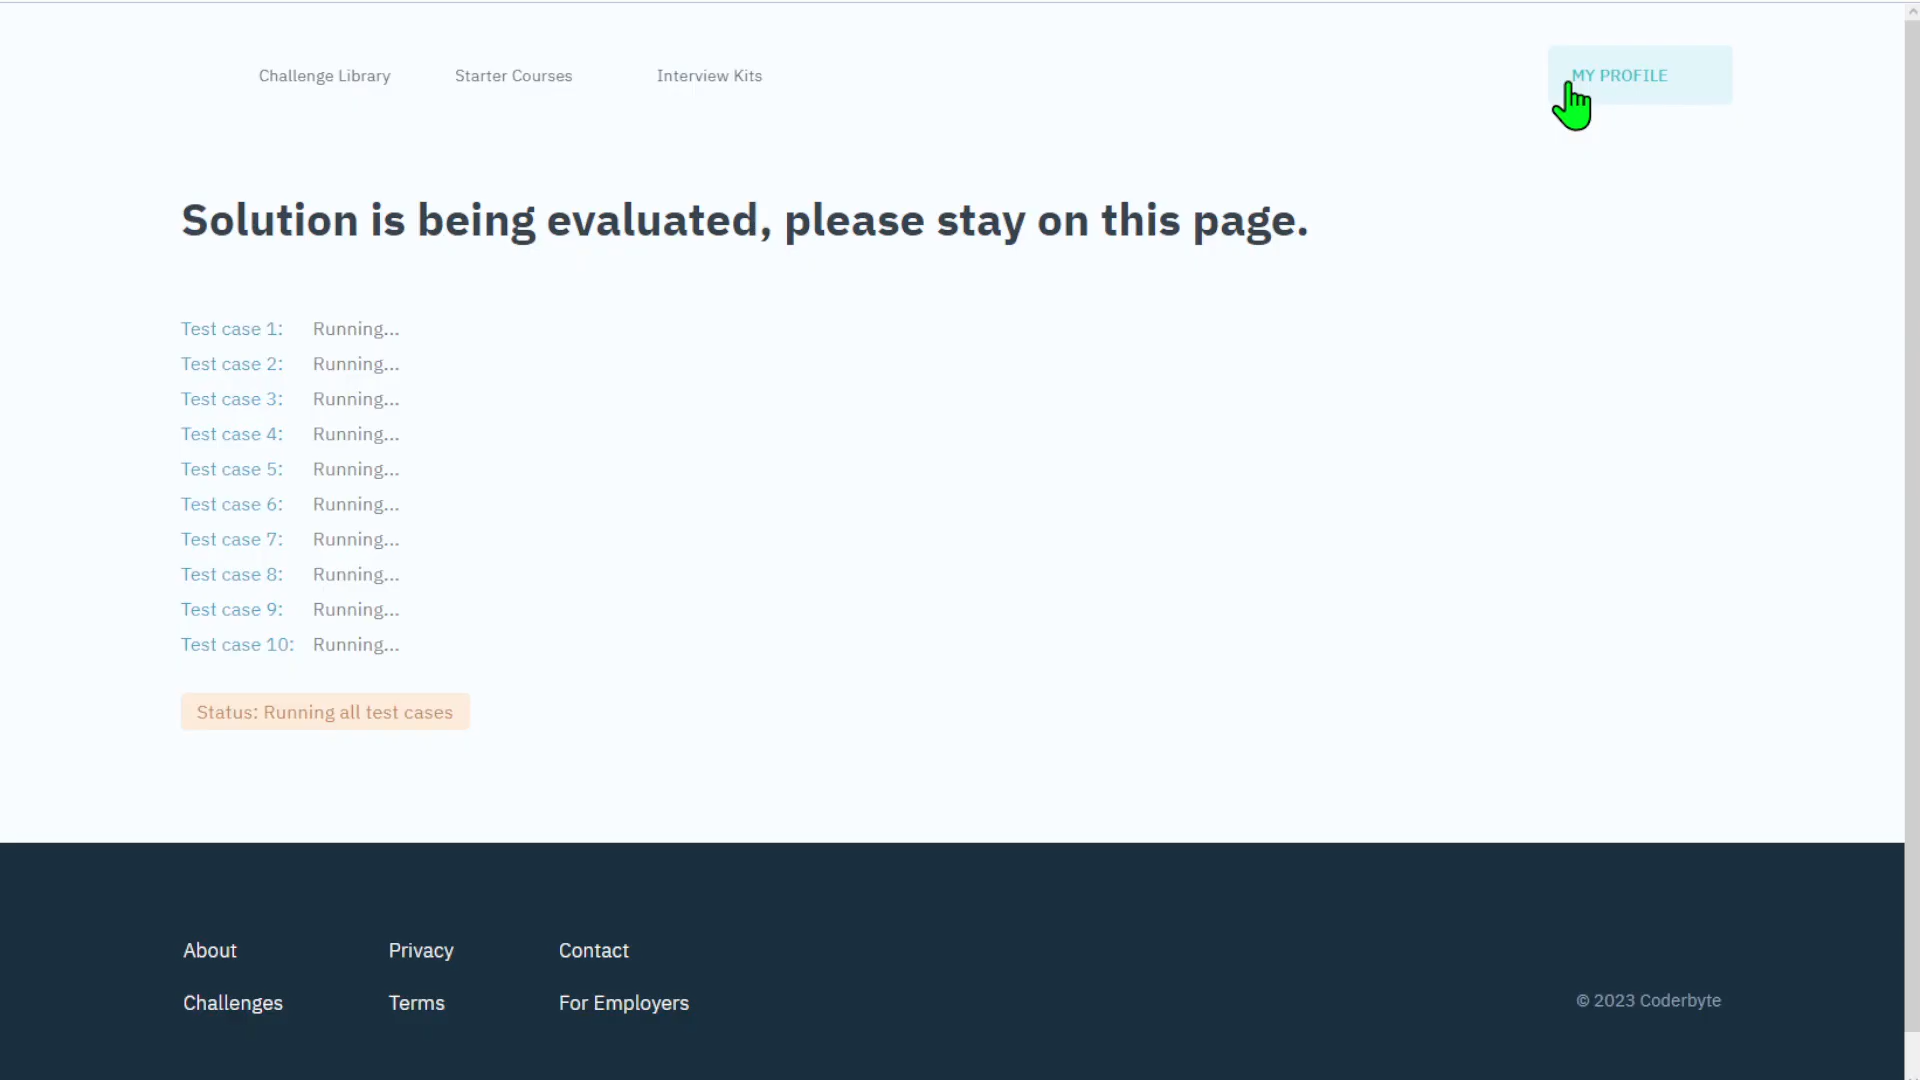 Challenge Library Starter Courses Interview Kits MY PROFILE
Solution is being evaluated, please stay on this page.
Test case 1: Running...
Test case 2: Running...
Test case 3: Running...
Test case 4: Running...
Test case 5: Running...
Test case 6: Running...
Test case 7: Running...
Test case 8: Running...
Test case 9: Running...
Test case 10: Running...
Status: Running all test cases
About Privacy Contact
Challenges Terms For Employers
© 2023 Coderbyte